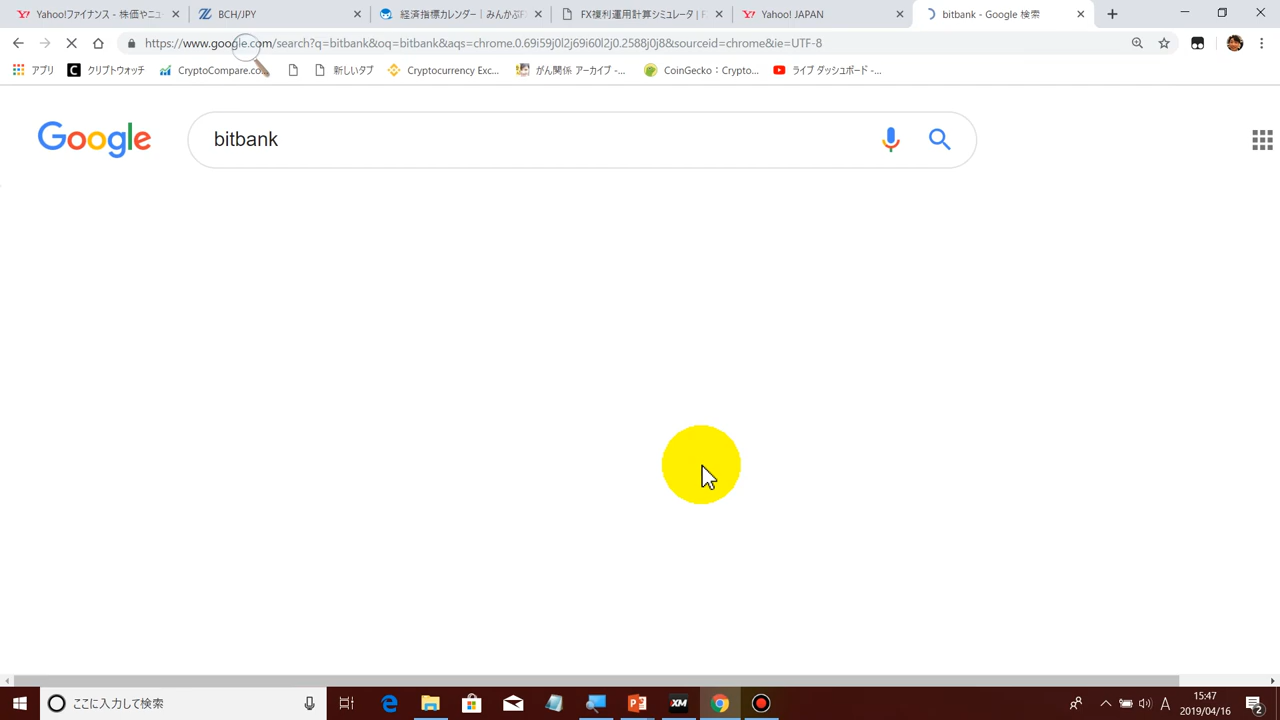 Yahoo!ファイナンス - 株価やニュ
BCH/JPY
経済指標カレンダー | みんかぶF
FX複利運用計算シミュレータ | F
Yahoo! JAPAN
bitbank - Google 検索
https://www.google.com/search?q=bitbank&oq=bitbank&aqs=chrome.0.69i59j0l2j69i60l2j0.2588j0j8&sourceid=chrome&ie=UTF-8
アプリ
クリプトウォッチ
CryptoCompare.co...
新しいタブ
Cryptocurrency Exc...
がん関係 アーカイブ - ...
CoinGecko：Crypto...
ライブ ダッシュボード -...
Google
bitbank
ここに入力して検索
XM
A
15:47
2019/04/16
2